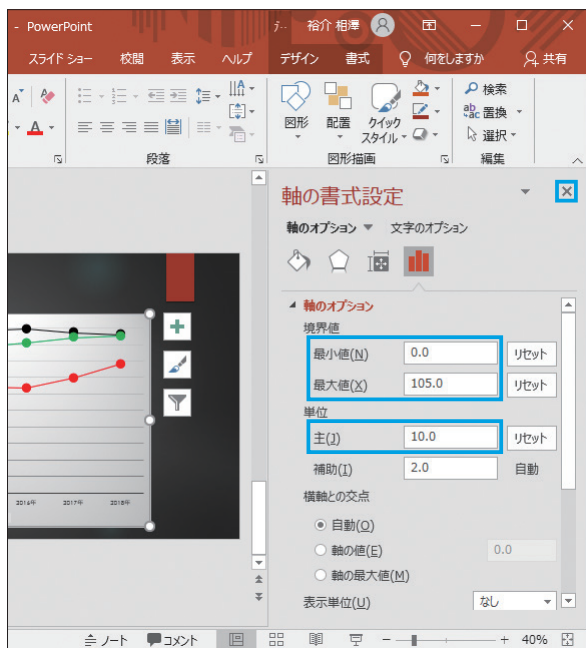 - PowerPoint
裕介 相澤
スライド ショー 校閲 表示 ヘルプ デザイン 書式 何をしますか 共有
図形 配置 クイック スタイル
検索
置換
選択
段落 図形描画 編集
軸の書式設定
軸のオプション 文字のオプション
軸のオプション
境界値
最小値(N) 0.0 リセット
最大値(X) 105.0 リセット
単位
主(J) 10.0 リセット
補助(I) 2.0 自動
横軸との交点
自動(O)
軸の値(E) 0.0
軸の最大値(M)
表示単位(U) なし
2016年 2017年 2018年
ノート コメント 40%